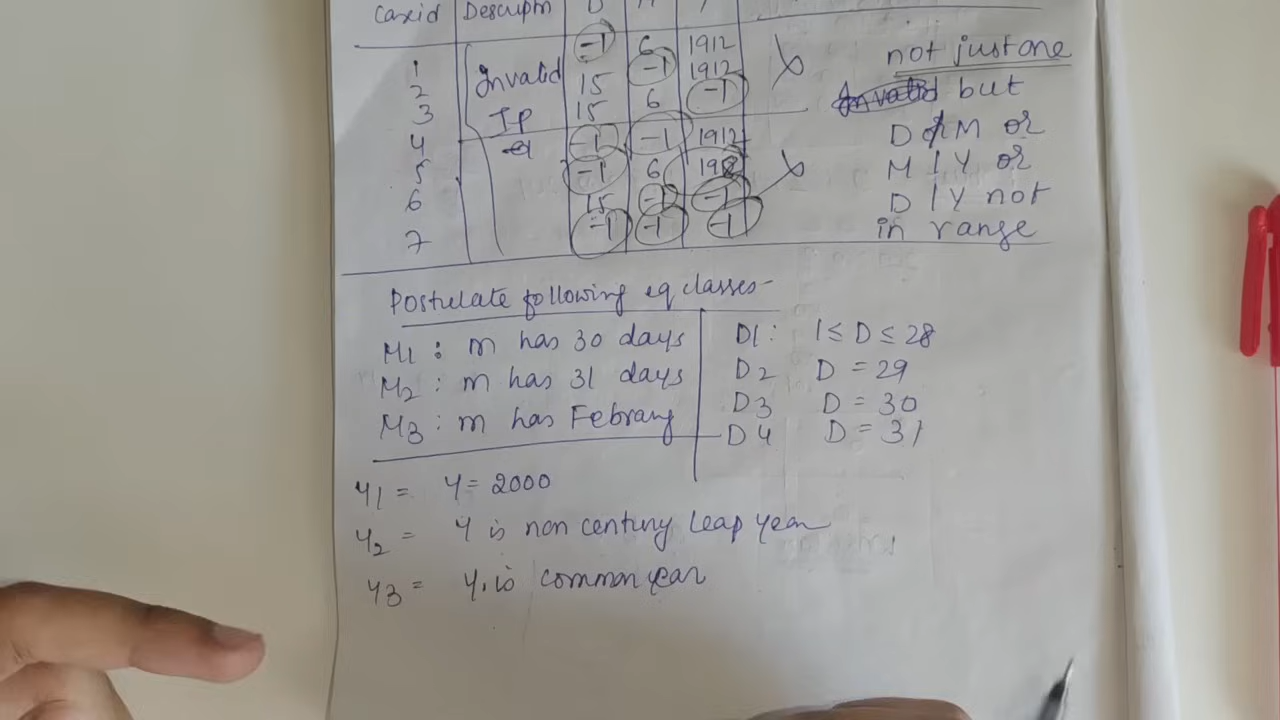 Caseid Descriptn D M Y
1 Invalid -1 6 1912
2 15 -1 1912
3 IP 15 6 -1
4 -1 -1 1912
5 -1 6
6 15 -1 -1
7 -1 -1 -1
not just one
Invalid but
D M or
M / Y or
D / Y not
in range
Postulate following eq classes-
M1 : m has 30 days
M2 : m has 31 days
M3 : m has Febrany
D1: 1 ≤ D ≤ 28
D2 D = 29
D3 D = 30
D4 D = 31
Y1 = Y = 2000
Y2 = Y is non century leap year
Y3 = Y is common year